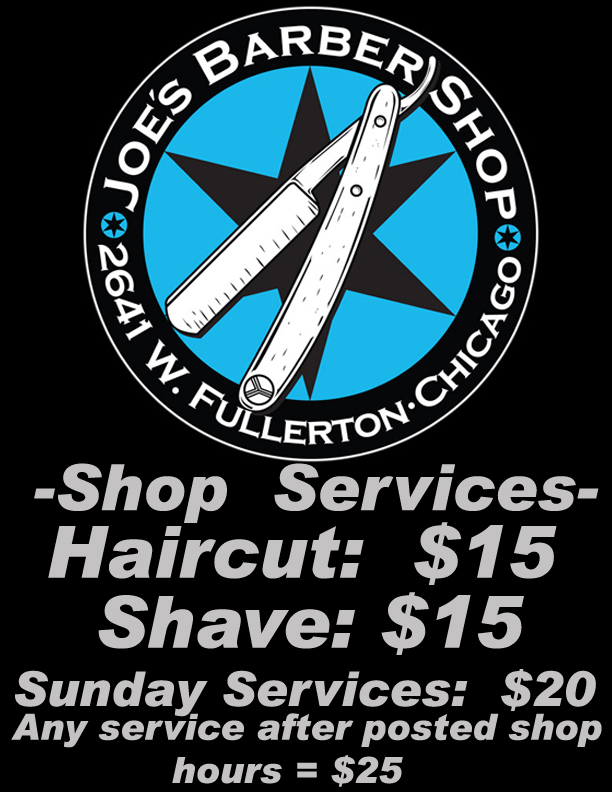 Joe's Barber Shop
2641 W. Fullerton · Chicago
-Shop Services-
Haircut: $15
Shave: $15
Sunday Services: $20
Any service after posted shop
hours = $25